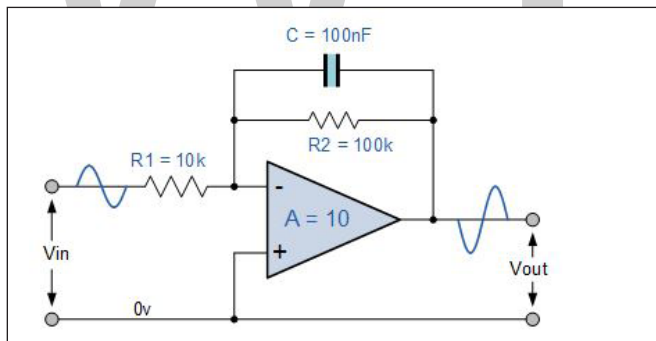 C = 100nF
R2 = 100k
R1 = 10k
-
A = 10
+
Vin
Vout
0v